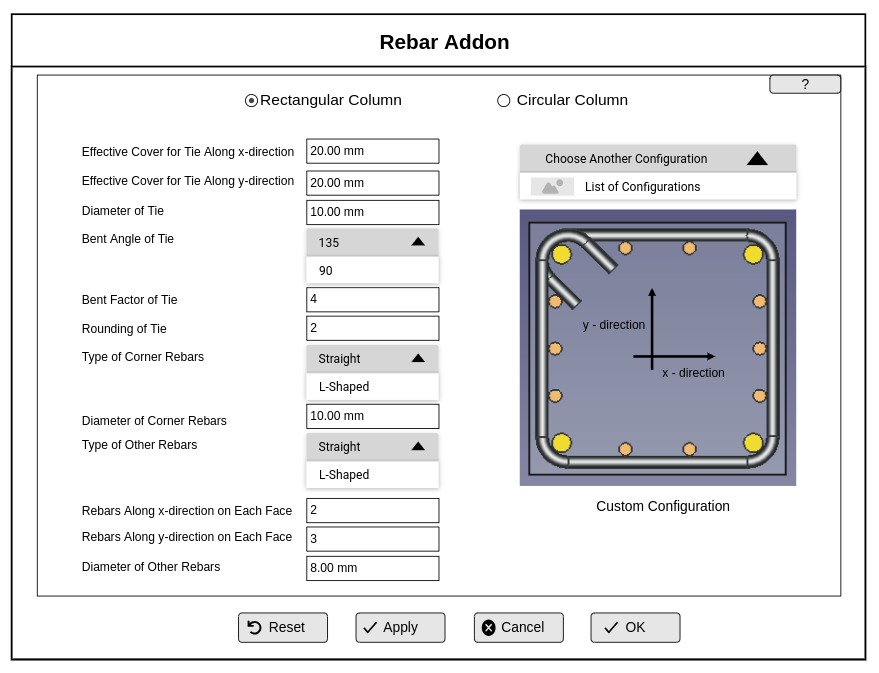 Rebar Addon
?
Rectangular Column
Circular Column
Effective Cover for Tie Along x-direction 20.00 mm
Effective Cover for Tie Along y-direction 20.00 mm
Diameter of Tie 10.00 mm
Bent Angle of Tie 135
90
Bent Factor of Tie 4
Rounding of Tie 2
Type of Corner Rebars Straight
L-Shaped
Diameter of Corner Rebars 10.00 mm
Type of Other Rebars Straight
L-Shaped
Rebars Along x-direction on Each Face 2
Rebars Along y-direction on Each Face 3
Diameter of Other Rebars 8.00 mm
Choose Another Configuration
List of Configurations
y - direction
x - direction
Custom Configuration
Reset
Apply
Cancel
OK